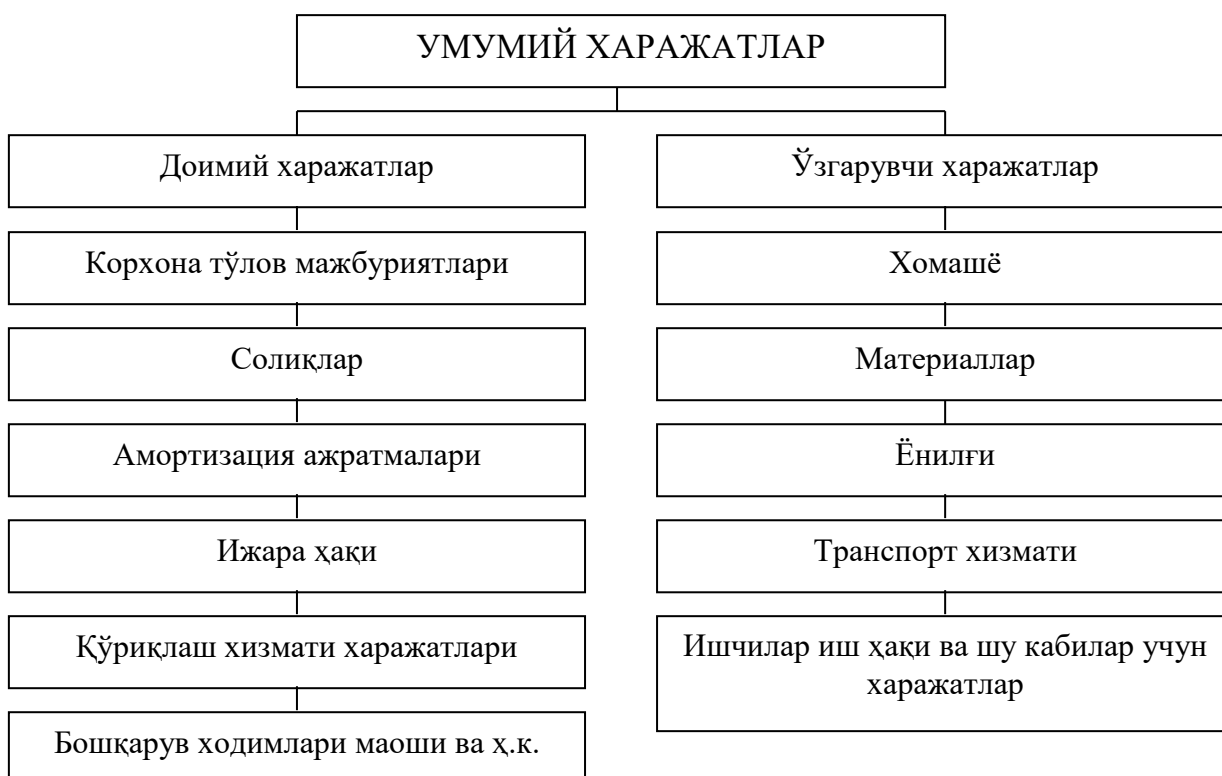 УМУМИЙ ХАРАЖАТЛАР
Доимий харажатлар
Корхона тўлов мажбуриятлари
Солиқлар
Амортизация ажратмалари
Ижара ҳақи
Қўриқлаш хизмати харажатлари
Бошқарув ходимлари маоши ва ҳ.к.
Ўзгарувчи харажатлар
Хомашё
Материаллар
Ёнилғи
Транспорт хизмати
Ишчилар иш ҳақи ва шу кабилар учун
харажатлар